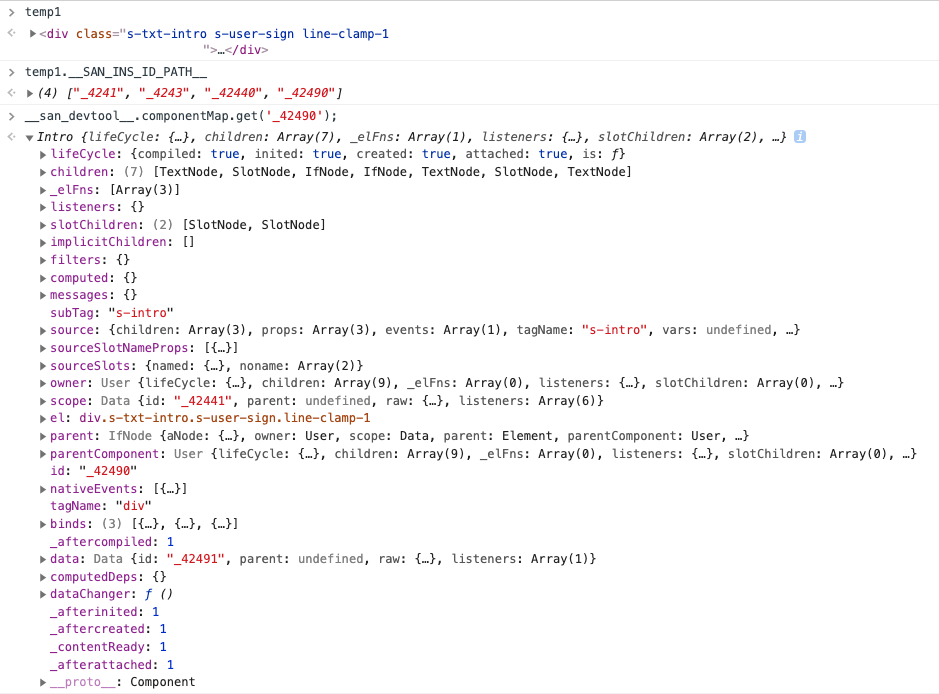 > temp1
<div class="s-txt-intro s-user-sign line-clamp-1
">…</div>
> temp1.__SAN_INS_ID_PATH__
(4) ["_4241", "_4243", "_42440", "_42490"]
> __san_devtool__.componentMap.get('_42490');
Intro {lifeCycle: {…}, children: Array(7), _elFns: Array(1), listeners: {…}, slotChildren: Array(2), …} i
lifeCycle: {compiled: true, inited: true, created: true, attached: true, is: ƒ}
children: (7) [TextNode, SlotNode, IfNode, IfNode, TextNode, SlotNode, TextNode]
_elFns: [Array(3)]
listeners: {}
slotChildren: (2) [SlotNode, SlotNode]
implicitChildren: []
filters: {}
computed: {}
messages: {}
subTag: "s-intro"
source: {children: Array(3), props: Array(3), events: Array(1), tagName: "s-intro", vars: undefined, …}
sourceSlotNameProps: [{…}]
sourceSlots: {named: {…}, noname: Array(2)}
owner: User {lifeCycle: {…}, children: Array(9), _elFns: Array(0), listeners: {…}, slotChildren: Array(0), …}
scope: Data {id: "_42441", parent: undefined, raw: {…}, listeners: Array(6)}
el: div.s-txt-intro.s-user-sign.line-clamp-1
parent: IfNode {aNode: {…}, owner: User, scope: Data, parent: Element, parentComponent: User, …}
parentComponent: User {lifeCycle: {…}, children: Array(9), _elFns: Array(0), listeners: {…}, slotChildren: Array(0), …}
id: "_42490"
nativeEvents: [{…}]
tagName: "div"
binds: (3) [{…}, {…}, {…}]
_aftercompiled: 1
data: Data {id: "_42491", parent: undefined, raw: {…}, listeners: Array(1)}
computedDeps: {}
dataChanger: ƒ ()
_afterinited: 1
_aftercreated: 1
_contentReady: 1
_afterattached: 1
__proto__: Component